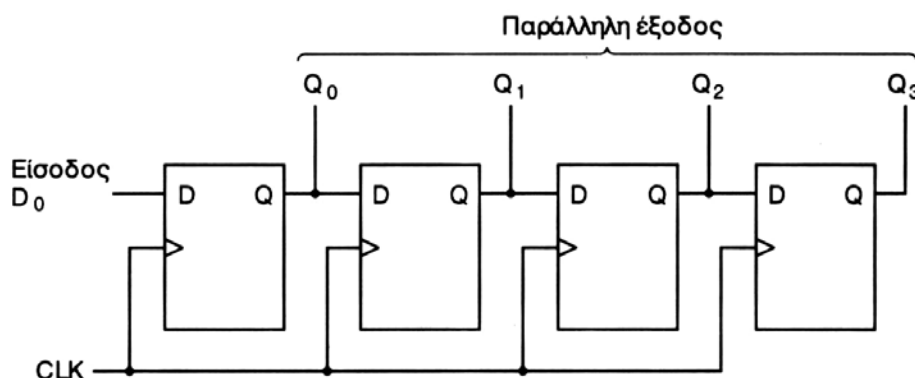 Παράλληλη έξοδος
Q0 Q1 Q2 Q3
Είσοδος
D0
D Q D Q D Q D Q
CLK